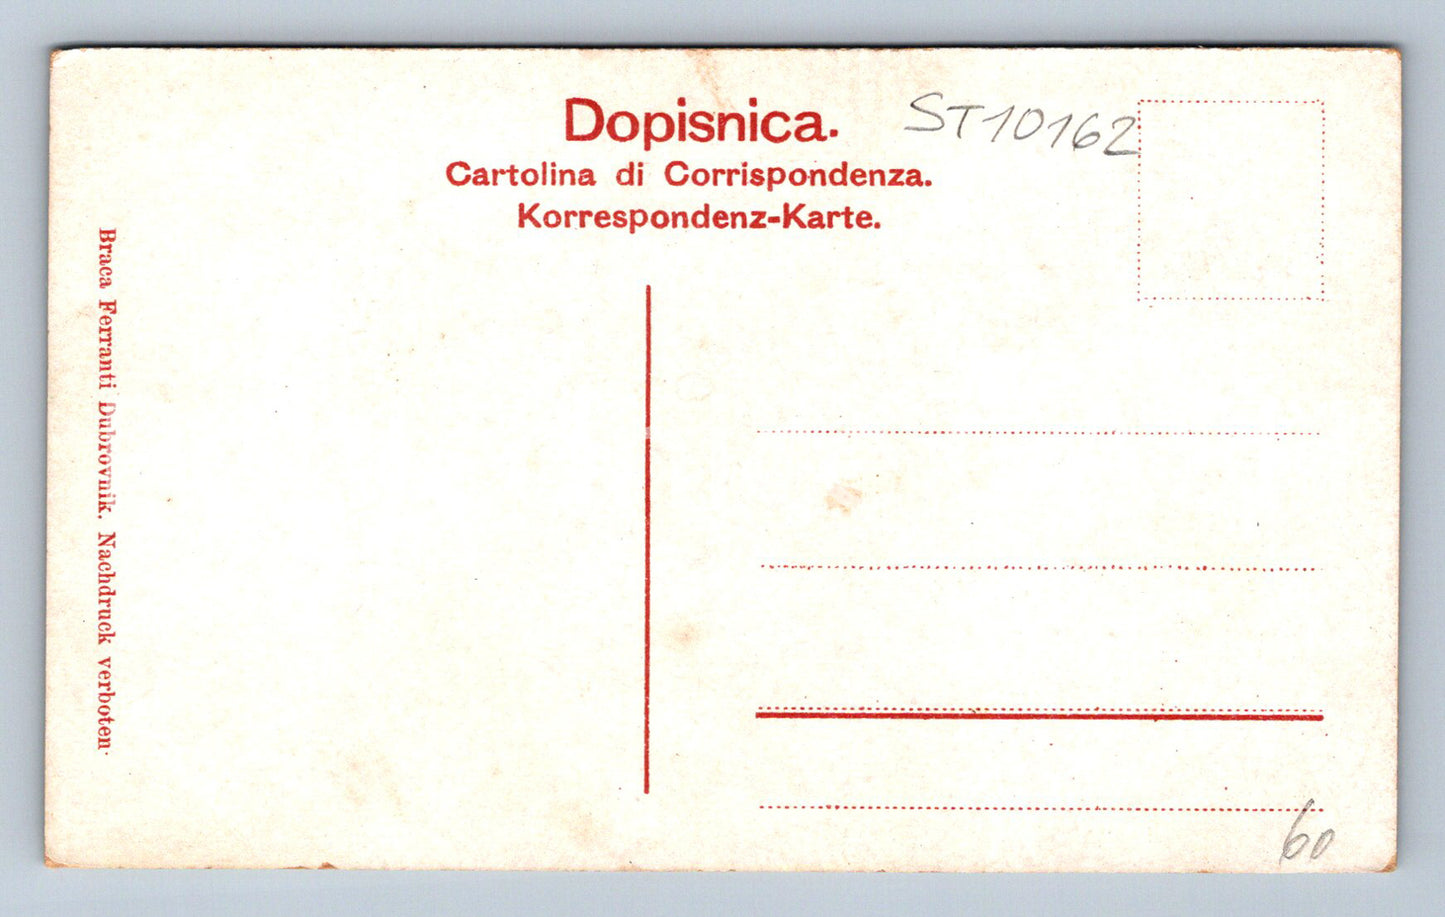 Dopisnica.
ST10162
Cartolina di Corrispondenza.
Korrespondenz-Karte.
Braca Ferranti Dubrovnik. Nachdruck verboten.
60